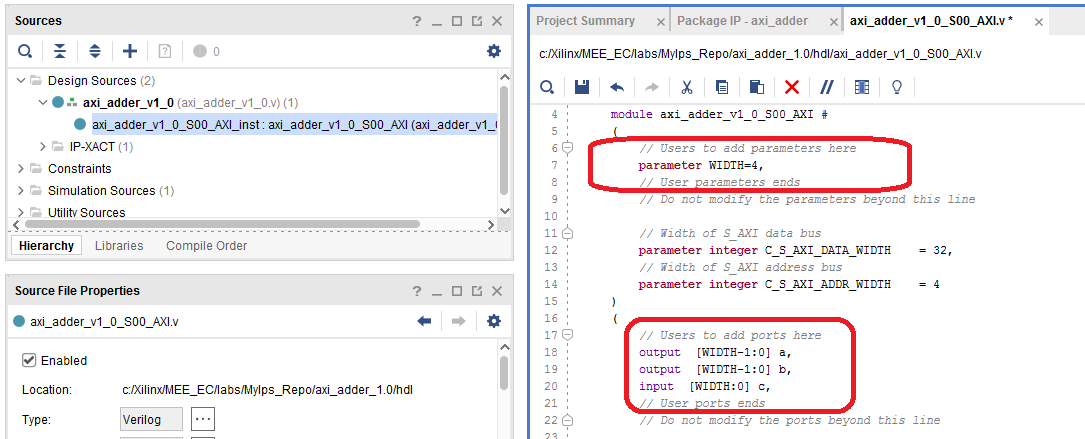 Sources
0
Design Sources (2)
axi_adder_v1_0 (axi_adder_v1_0.v) (1)
axi_adder_v1_0_S00_AXI_inst : axi_adder_v1_0_S00_AXI (axi_adder_v1_
IP-XACT (1)
Constraints
Simulation Sources (1)
Utility Sources
Hierarchy Libraries Compile Order
Source File Properties
axi_adder_v1_0_S00_AXI.v
Enabled
Location: c:/Xilinx/MEE_EC/labs/MyIps_Repo/axi_adder_1.0/hdl
Type: Verilog ...
Project Summary Package IP - axi_adder axi_adder_v1_0_S00_AXI.v *
c:/Xilinx/MEE_EC/labs/MyIps_Repo/axi_adder_1.0/hdl/axi_adder_v1_0_S00_AXI.v
4 module axi_adder_v1_0_S00_AXI #
5 (
6 // Users to add parameters here
7 parameter WIDTH=4,
8 // User parameters ends
9 // Do not modify the parameters beyond this line
10
11 // Width of S_AXI data bus
12 parameter integer C_S_AXI_DATA_WIDTH = 32,
13 // Width of S_AXI address bus
14 parameter integer C_S_AXI_ADDR_WIDTH = 4
15 )
16 (
17 // Users to add ports here
18 output [WIDTH-1:0] a,
19 output [WIDTH-1:0] b,
20 input [WIDTH:0] c,
21 // User ports ends
22 // Do not modify the ports beyond this line
23